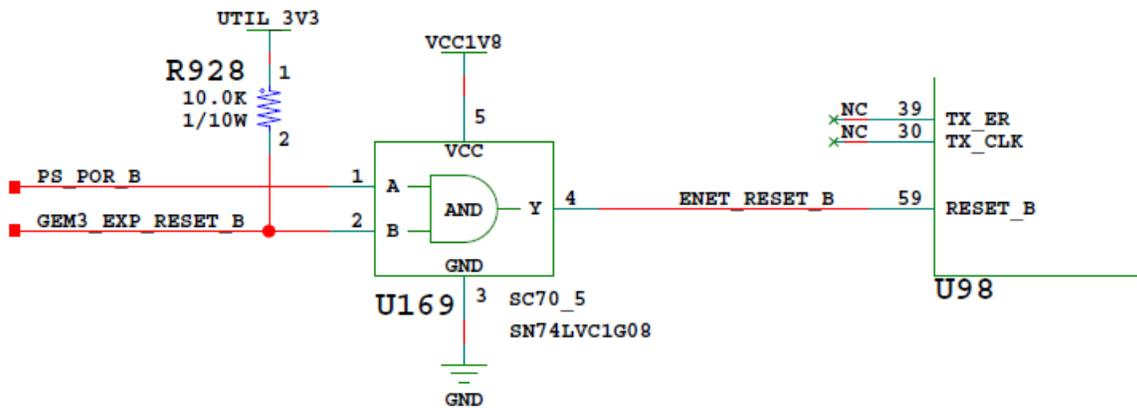 UTIL_3V3
R928
10.0K
1/10W
1
2
VCC1V8
5
VCC
PS_POR_B
1
A
GEM3_EXP_RESET_B
2
B
AND
Y
4
ENET_RESET_B
GND
U169
3
SC70_5
SN74LVC1G08
GND
NC 39 TX_ER
NC 30 TX_CLK
59 RESET_B
U98